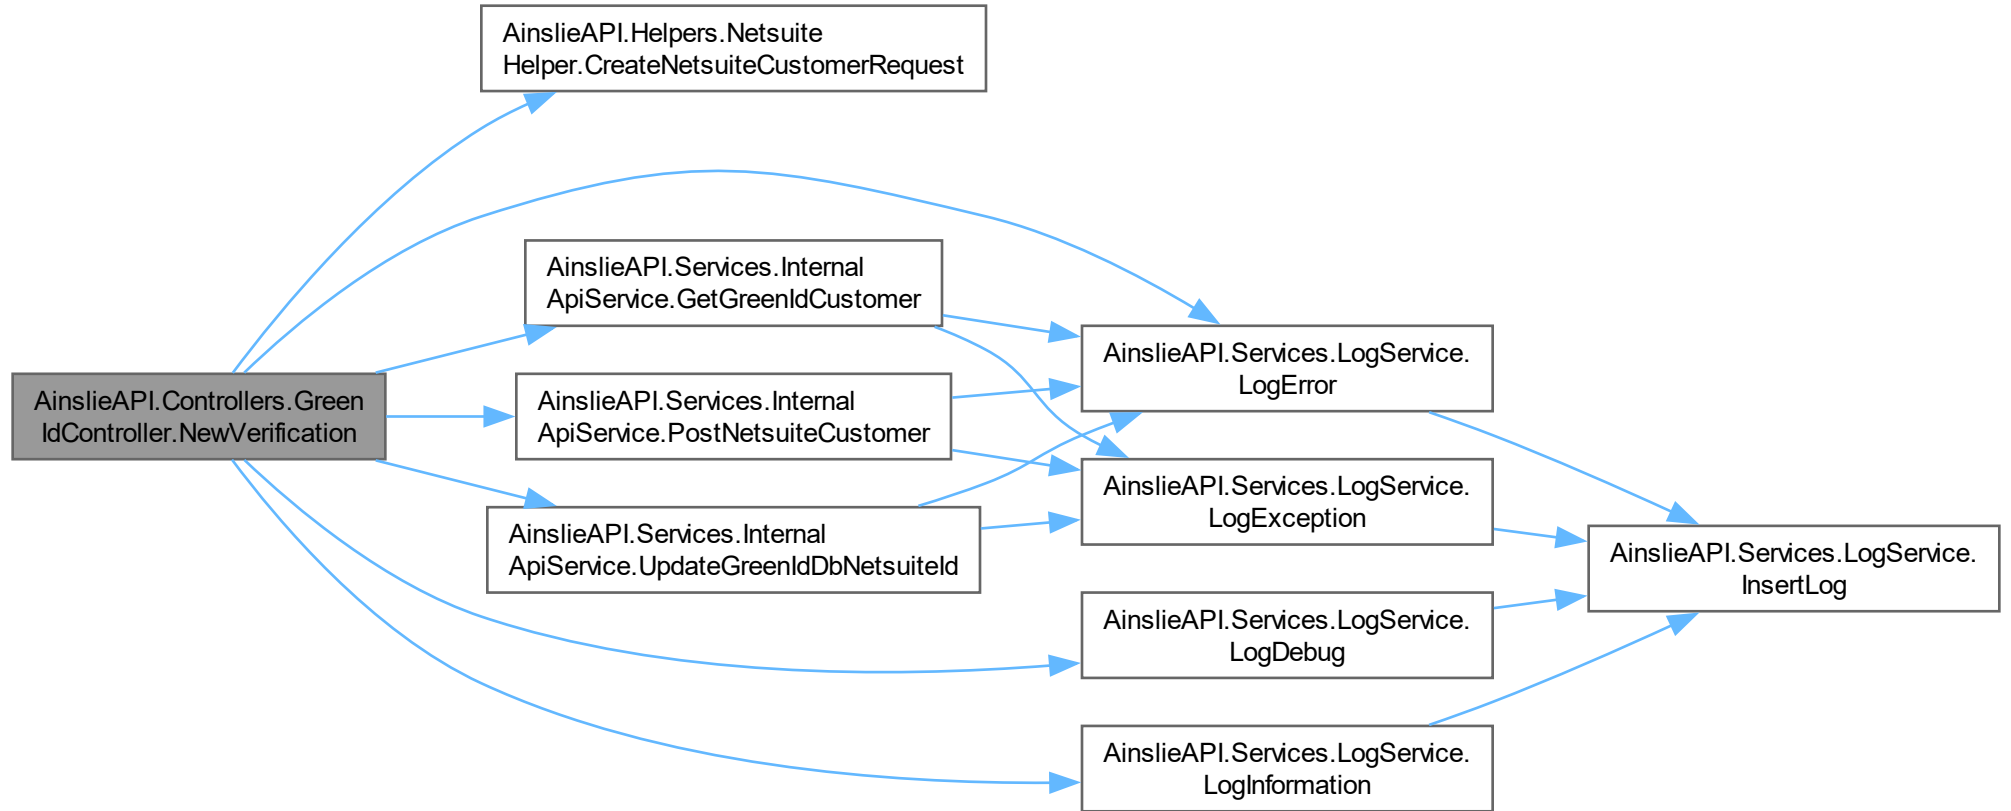 AinslieAPI.Helpers.Netsuite
Helper.CreateNetsuiteCustomerRequest
AinslieAPI.Services.Internal
ApiService.GetGreenIdCustomer
AinslieAPI.Services.LogService.
LogError
AinslieAPI.Controllers.Green
IdController.NewVerification
AinslieAPI.Services.Internal
ApiService.PostNetsuiteCustomer
AinslieAPI.Services.LogService.
LogException
AinslieAPI.Services.Internal
ApiService.UpdateGreenIdDbNetsuiteId
AinslieAPI.Services.LogService.
InsertLog
AinslieAPI.Services.LogService.
LogDebug
AinslieAPI.Services.LogService.
LogInformation